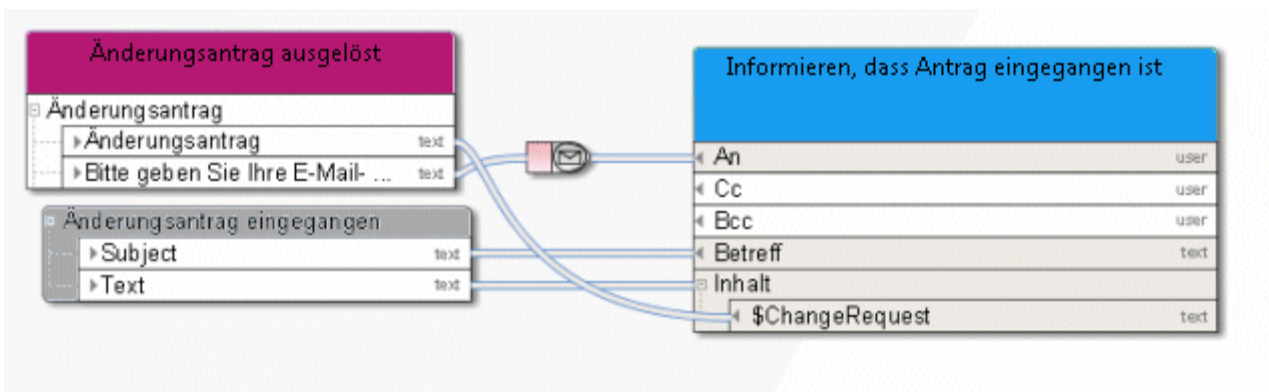 Änderungsantrag ausgelöst
Änderungsantrag
Änderungsantrag text
Bitte geben Sie Ihre E-Mail- ... text
Änderungsantrag eingegangen
Subject text
Text text
Informieren, dass Antrag eingegangen ist
An user
Cc user
Bcc user
Betreff text
Inhalt
$ChangeRequest text